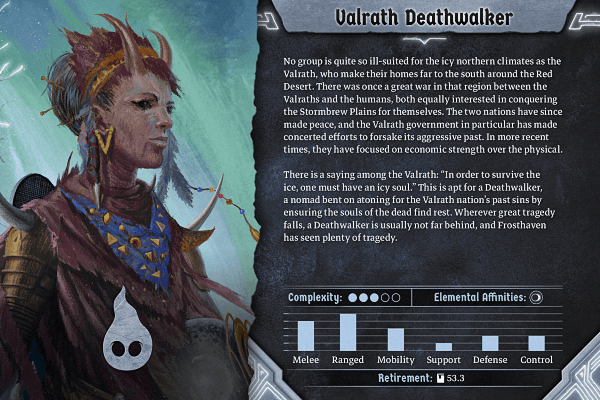 Valrath Deathwalker
No group is quite so ill-suited for the icy northern climates as the
Valrath, who make their homes far to the south around the Red
Desert. There was once a great war in that region between the
Valraths and the humans, both equally interested in conquering
the Stormbrew Plains for themselves. The two nations have since
made peace, and the Valrath government in particular has made
concerted efforts to forsake its aggressive past. In more recent
times, they have focused on economic strength over the physical.
There is a saying among the Valrath: “In order to survive the
ice, one must have an icy soul.” This is apt for a Deathwalker,
a nomad bent on atoning for the Valrath nation's past sins by
ensuring the souls of the dead find rest. Wherever great tragedy
falls, a Deathwalker is usually not far behind, and Frosthaven
has seen plenty of tragedy.
Complexity: Elemental Affinities:
Melee Ranged Mobility Support Defense Control
Retirement: 53.3